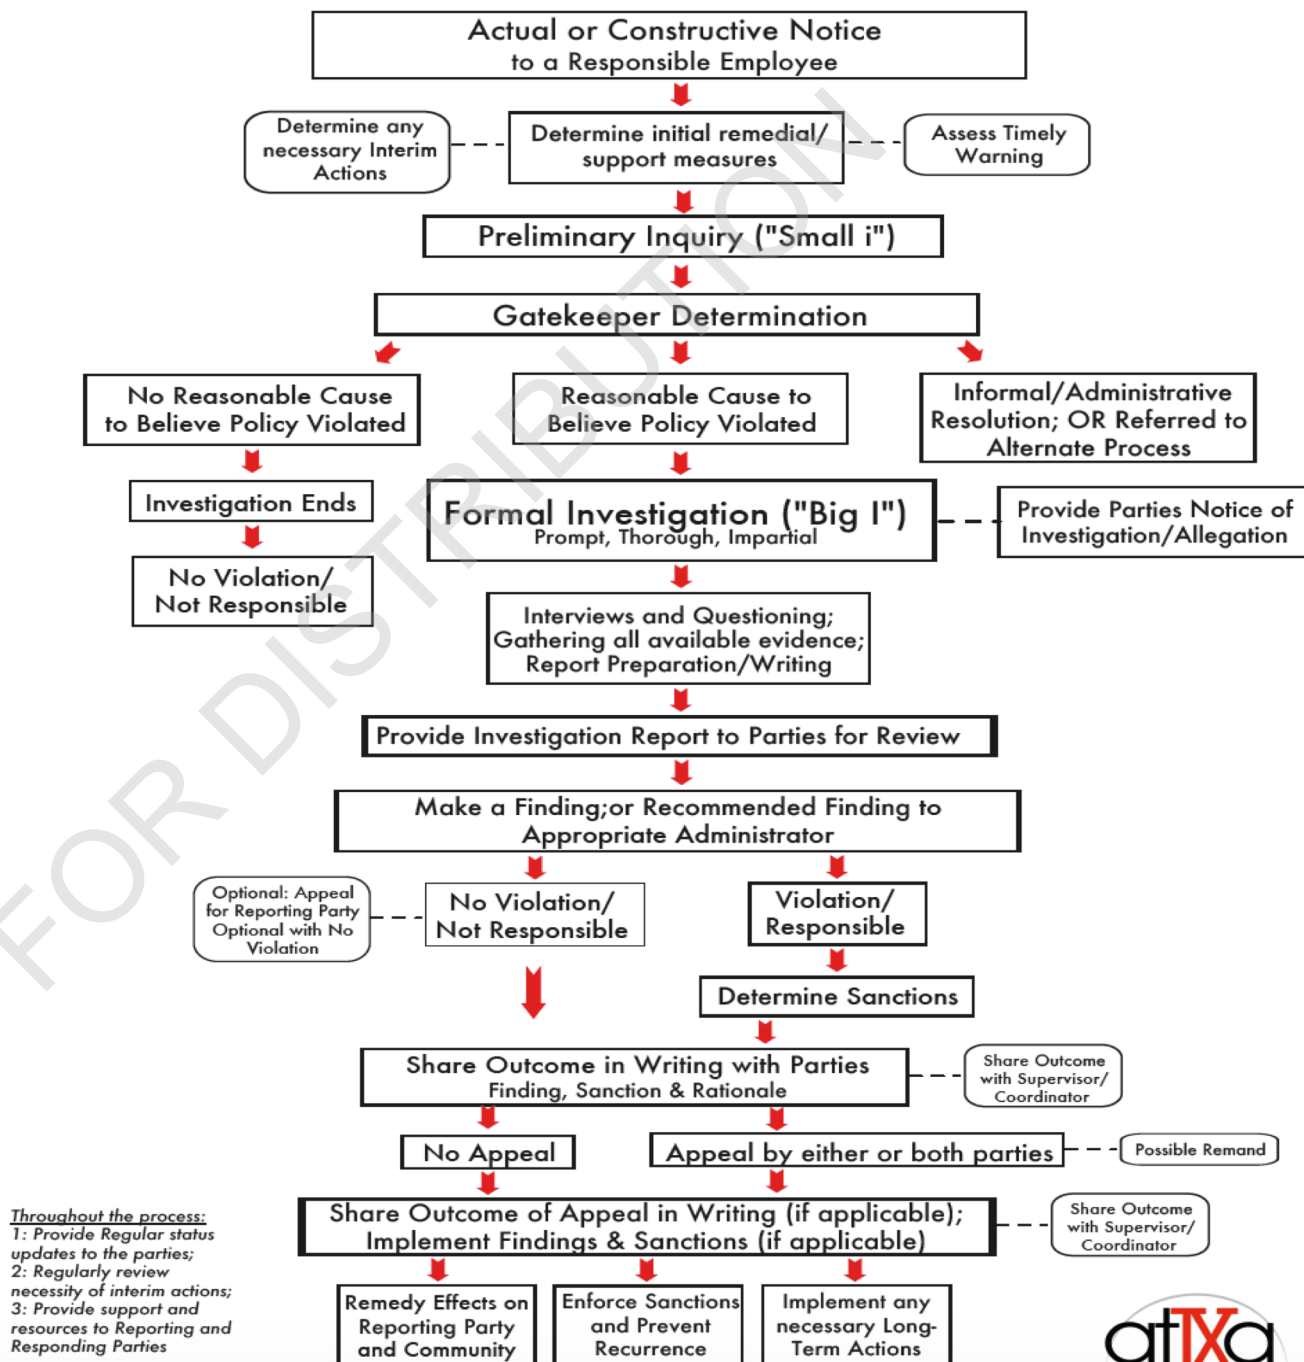 Actual or Constructive Notice
to a Responsible Employee
Determine any
necessary Interim
Actions
Determine initial remedial/
support measures
Assess Timely
Warning
Preliminary Inquiry ("Small i")
Gatekeeper Determination
No Reasonable Cause
to Believe Policy Violated
Reasonable Cause to
Believe Policy Violated
Informal/Administrative
Resolution; OR Referred to
Alternate Process
Investigation Ends
Formal Investigation ("Big I")
Prompt, Thorough, Impartial
Provide Parties Notice of
Investigation/Allegation
No Violation/
Not Responsible
Interviews and Questioning;
Gathering all available evidence;
Report Preparation/Writing
Provide Investigation Report to Parties for Review
Make a Finding;or Recommended Finding to
Appropriate Administrator
Optional: Appeal
for Reporting Party
Optional with No
Violation
No Violation/
Not Responsible
Violation/
Responsible
Determine Sanctions
Share Outcome in Writing with Parties
Finding, Sanction & Rationale
Share Outcome
with Supervisor/
Coordinator
No Appeal
Appeal by either or both parties
Possible Remand
Share Outcome of Appeal in Writing (if applicable);
Implement Findings & Sanctions (if applicable)
Share Outcome
with Supervisor/
Coordinator
Throughout the process:
1: Provide Regular status
updates to the parties;
2: Regularly review
necessity of interim actions;
3: Provide support and
resources to Reporting and
Responding Parties
Remedy Effects on
Reporting Party
and Community
Enforce Sanctions
and Prevent
Recurrence
Implement any
necessary Long-
Term Actions
atIXa
FOR DISTRIBUTION